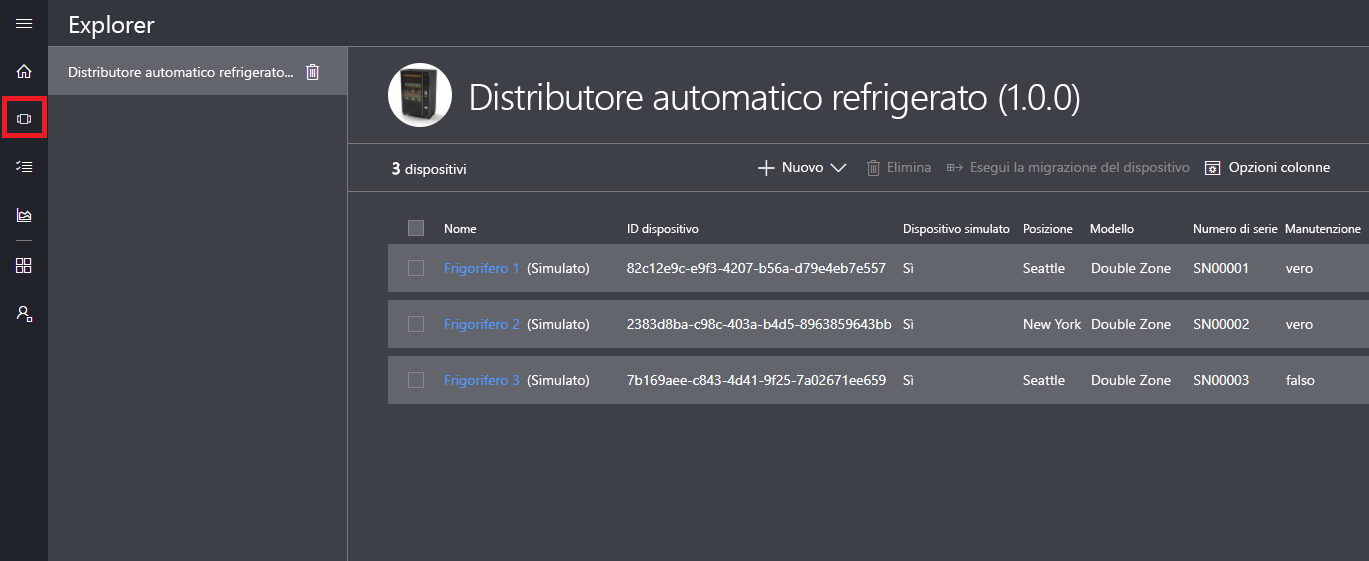 Explorer
Distributore automatico refrigerato...
Distributore automatico refrigerato (1.0.0)
3 dispositivi
Nuovo
Elimina
Esegui la migrazione del dispositivo
Opzioni colonne
Nome ID dispositivo Dispositivo simulato Posizione Modello Numero di serie Manutenzione
Frigorifero 1 (Simulato) 82c12e9c-e9f3-4207-b56a-d79e4eb7e557 Sì Seattle Double Zone SN00001 vero
Frigorifero 2 (Simulato) 2383d8ba-c98c-403a-b4d5-8963859643bb Sì New York Double Zone SN00002 vero
Frigorifero 3 (Simulato) 7b169aee-c843-4d41-9f25-7a02671ee659 Sì Seattle Double Zone SN00003 falso